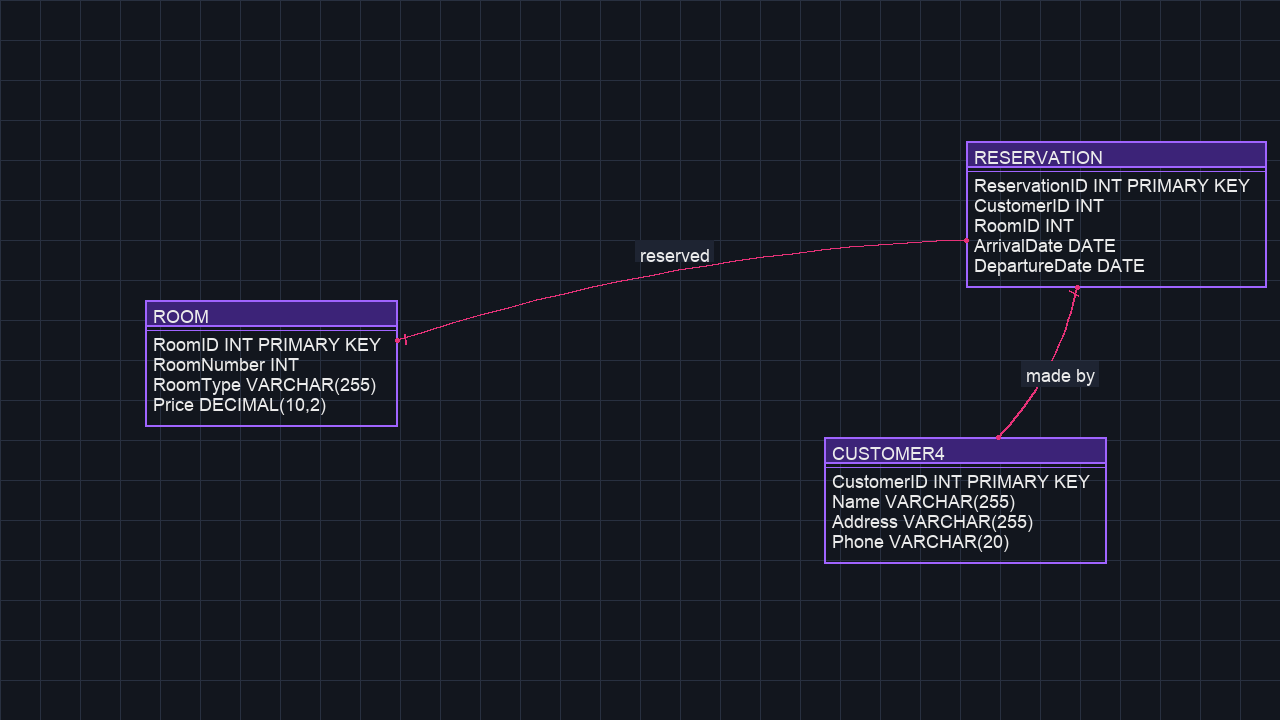 RESERVATION
ReservationID INT PRIMARY KEY
CustomerID INT
RoomID INT
ArrivalDate DATE
DepartureDate DATE
reserved
ROOM
RoomID INT PRIMARY KEY
RoomNumber INT
RoomType VARCHAR(255)
Price DECIMAL(10,2)
made by
CUSTOMER4
CustomerID INT PRIMARY KEY
Name VARCHAR(255)
Address VARCHAR(255)
Phone VARCHAR(20)